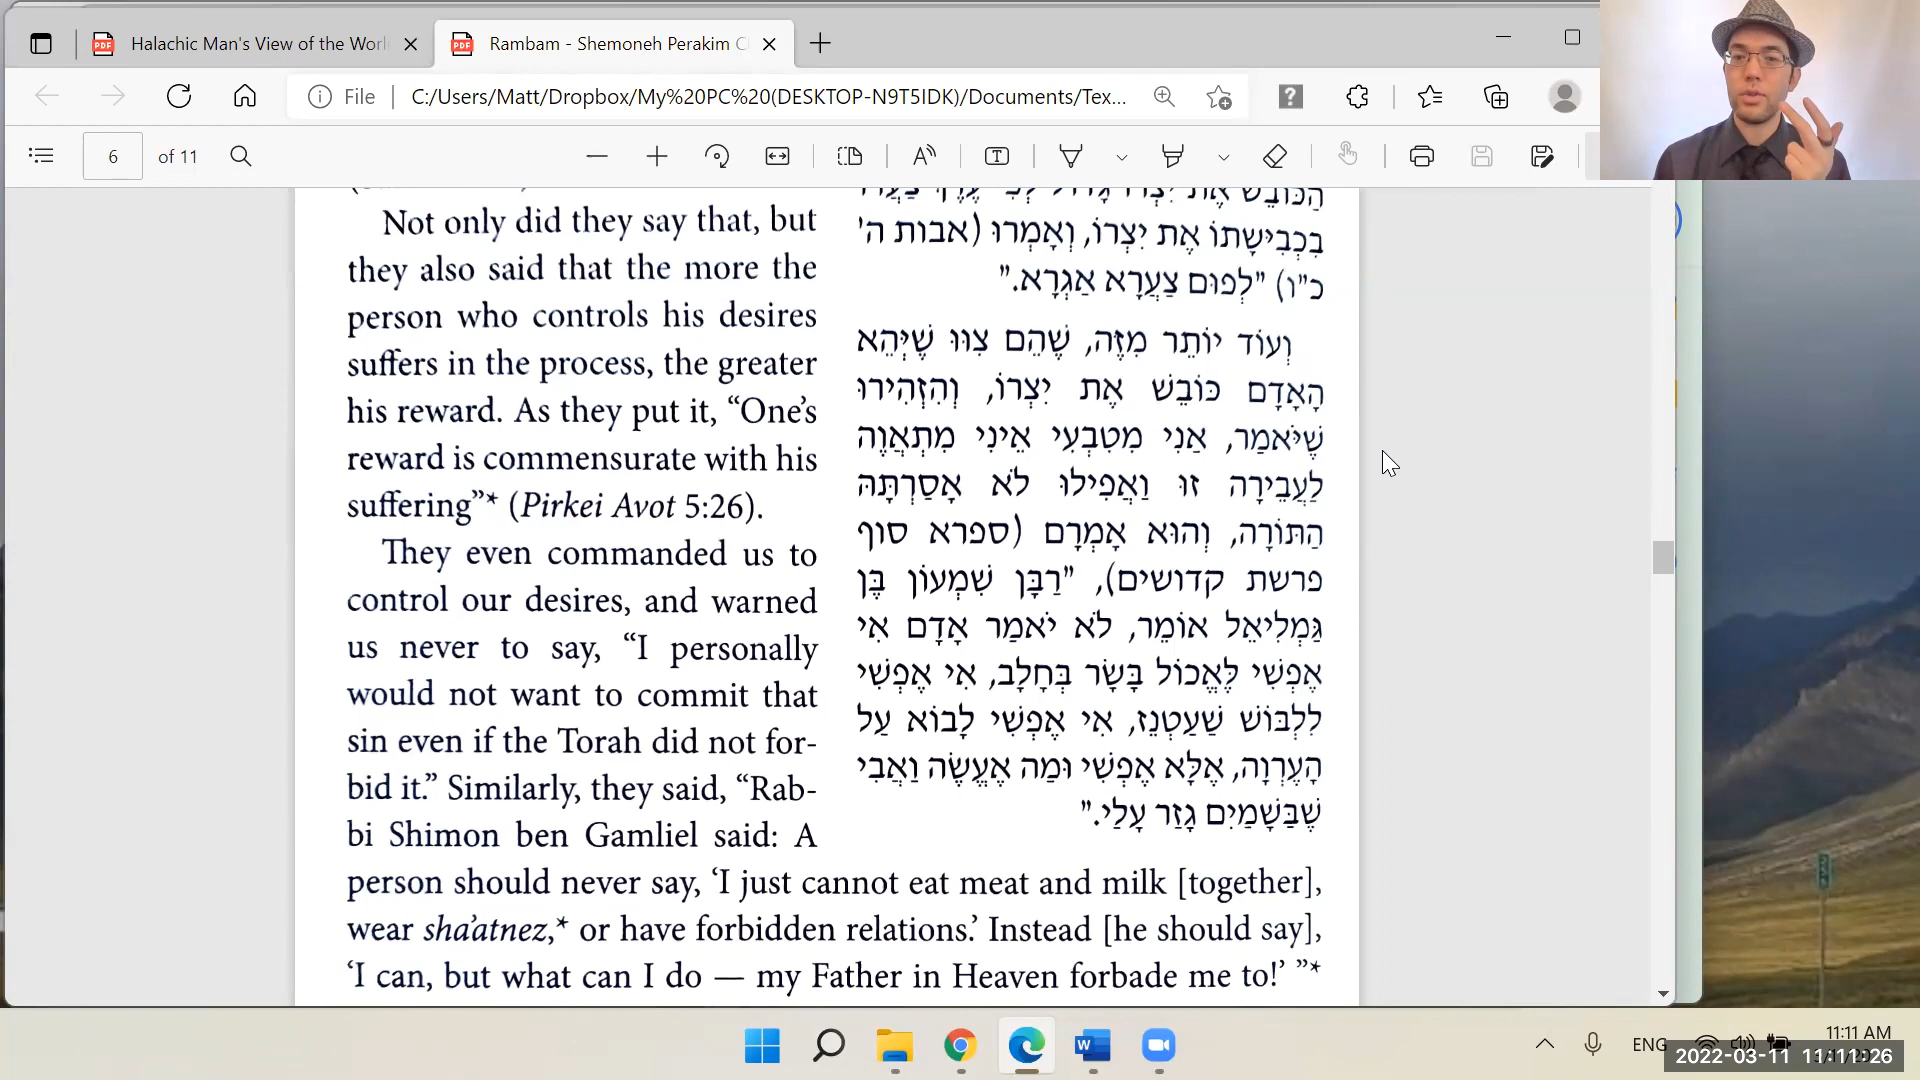 Halachic Man's View of the Worl
Rambam - Shemoneh Perakim C
File
C:/Users/Matt/Dropbox/My%20PC%20(DESKTOP-N9T5IDK)/Documents/Tex...
6 of 11
Not only did they say that, but
they also said that the more the
person who controls his desires
suffers in the process, the greater
his reward. As they put it, “One’s
reward is commensurate with his
suffering”* (Pirkei Avot 5:26).
They even commanded us to
control our desires, and warned
us never to say, “I personally
would not want to commit that
sin even if the Torah did not for-
bid it.” Similarly, they said, “Rab-
bi Shimon ben Gamliel said: A
הַכּוֹבֵשׁ אֶת יִצְרוֹ גָּדוֹל לְפִי עֶרֶךְ צַעֲרוֹ
בִּכְבִישָׁתוֹ אֶת יִצְרוֹ, וְאָמְרוּ (אבות ה'
כ"ו) "לְפוּם צַעֲרָא אַגְרָא."
וְעוֹד יוֹתֵר מִזֶּה, שֶׁהֵם צִוּוּ שֶׁיְּהֵא
הָאָדָם כּוֹבֵשׁ אֶת יִצְרוֹ, וְהִזְהִירוּ
שֶׁיֹּאמַר, אֲנִי מִטִּבְעִי אֵינִי מִתְאַוֶּה
לַעֲבֵירָה זוּ וַאֲפִילוּ לֹא אָסַרְתָּהּ
הַתּוֹרָה, וְהוּא אָמְרָם (ספרא סוף
פרשת קדושים), "רַבָּן שִׁמְעוֹן בֶּן
גַּמְלִיאֵל אוֹמֵר, לֹא יֹאמַר אָדָם אִי
אֶפְשִׁי לֶאֱכוֹל בָּשָׂר בְּחָלָב, אִי אֶפְשִׁי
לִלְבּוֹשׁ שַׁעַטְנֵז, אִי אֶפְשִׁי לָבוֹא עַל
הָעֶרְוָה, אֶלָּא אֶפְשִׁי וּמַה אֶעֱשֶׂה וַאֲבִי
שֶׁבַּשָּׁמַיִם גָּזַר עָלַי."
person should never say, ‘I just cannot eat meat and milk [together],
wear sha’atnez,* or have forbidden relations.’ Instead [he should say],
‘I can, but what can I do — my Father in Heaven forbade me to!’ ”*
ENG
11:11 AM
2022-03-11 11:11:26